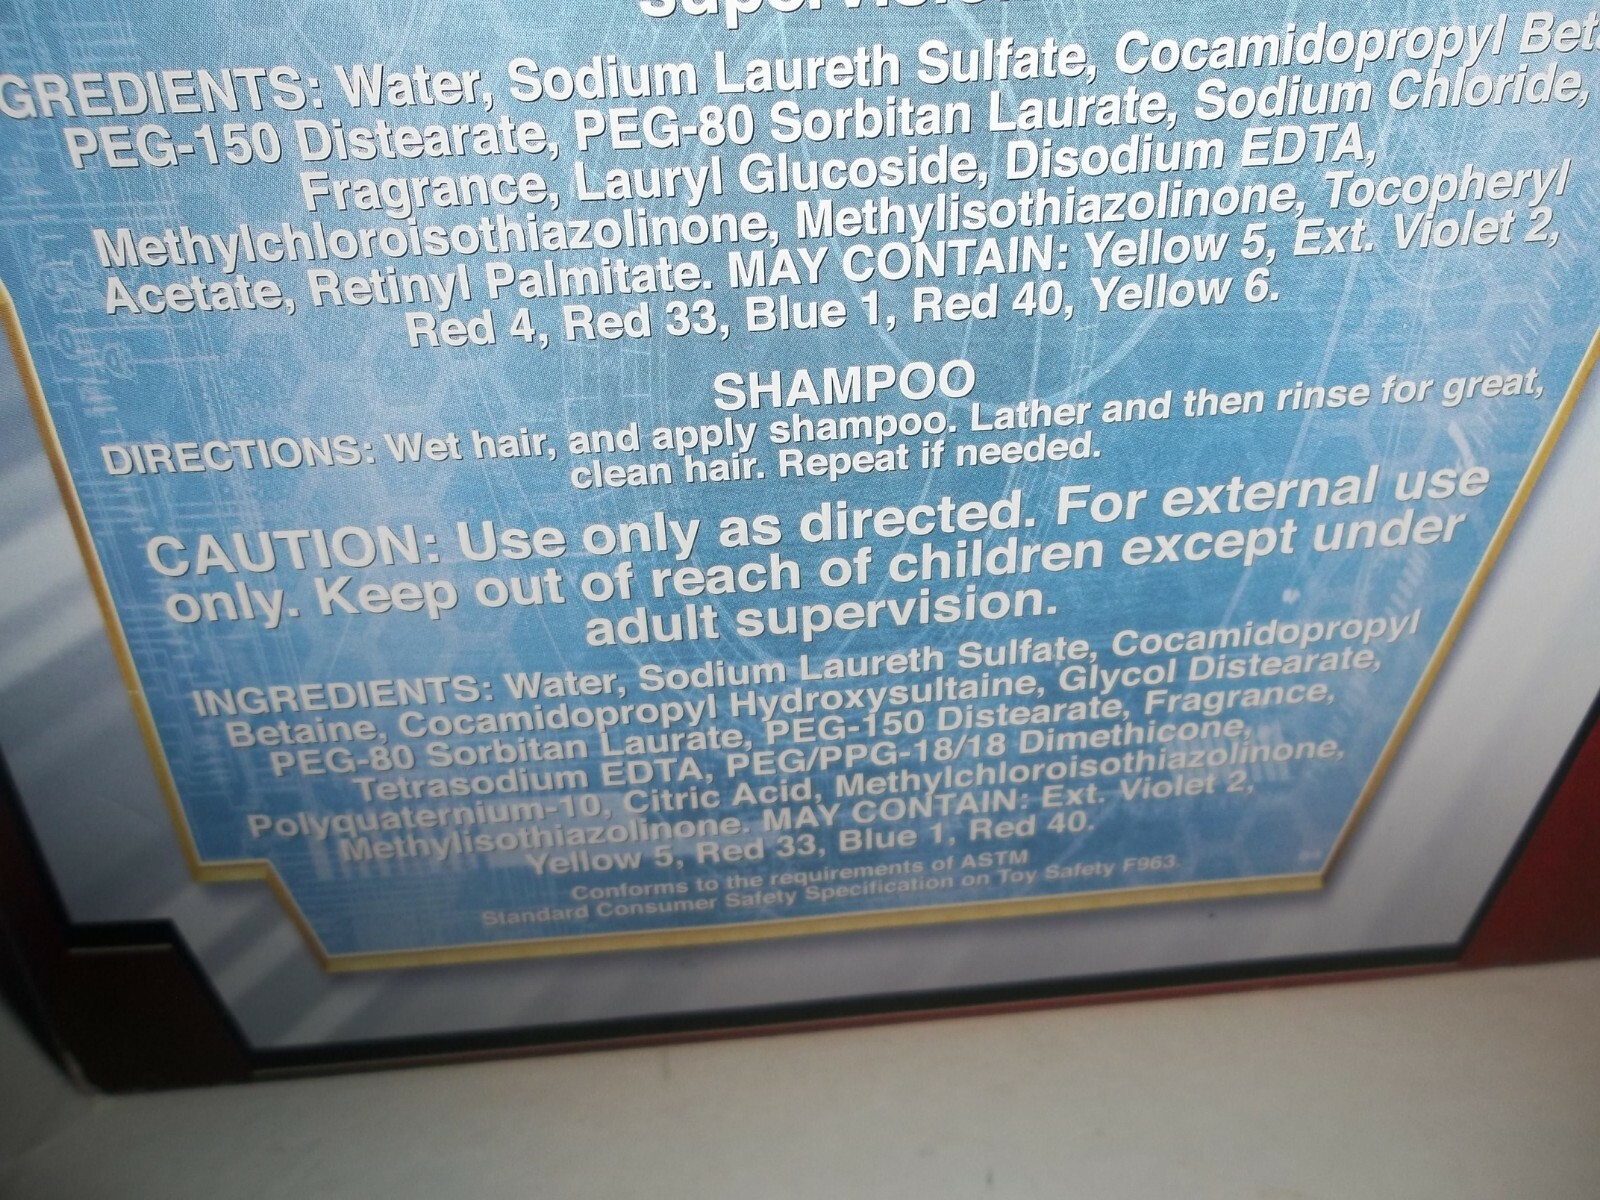 supervision.
GREDIENTS: Water, Sodium Laureth Sulfate, Cocamidopropyl Bet
PEG-150 Distearate, PEG-80 Sorbitan Laurate, Sodium Chloride,
Fragrance, Lauryl Glucoside, Disodium EDTA,
Methylchloroisothiazolinone, Methylisothiazolinone, Tocopheryl
Acetate, Retinyl Palmitate. MAY CONTAIN: Yellow 5, Ext. Violet 2,
Red 4, Red 33, Blue 1, Red 40, Yellow 6.
SHAMPOO
DIRECTIONS: Wet hair, and apply shampoo. Lather and then rinse for great,
clean hair. Repeat if needed.
CAUTION: Use only as directed. For external use
only. Keep out of reach of children except under
adult supervision.
INGREDIENTS: Water, Sodium Laureth Sulfate, Cocamidopropyl
Betaine, Cocamidopropyl Hydroxysultaine, Glycol Distearate,
PEG-80 Sorbitan Laurate, PEG-150 Distearate, Fragrance,
Tetrasodium EDTA, PEG/PPG-18/18 Dimethicone,
Polyquaternium-10, Citric Acid, Methylchloroisothiazolinone,
Methylisothiazolinone. MAY CONTAIN: Ext. Violet 2,
Yellow 5, Red 33, Blue 1, Red 40.
Conforms to the requirements of ASTM
Standard Consumer Safety Specification on Toy Safety F963.